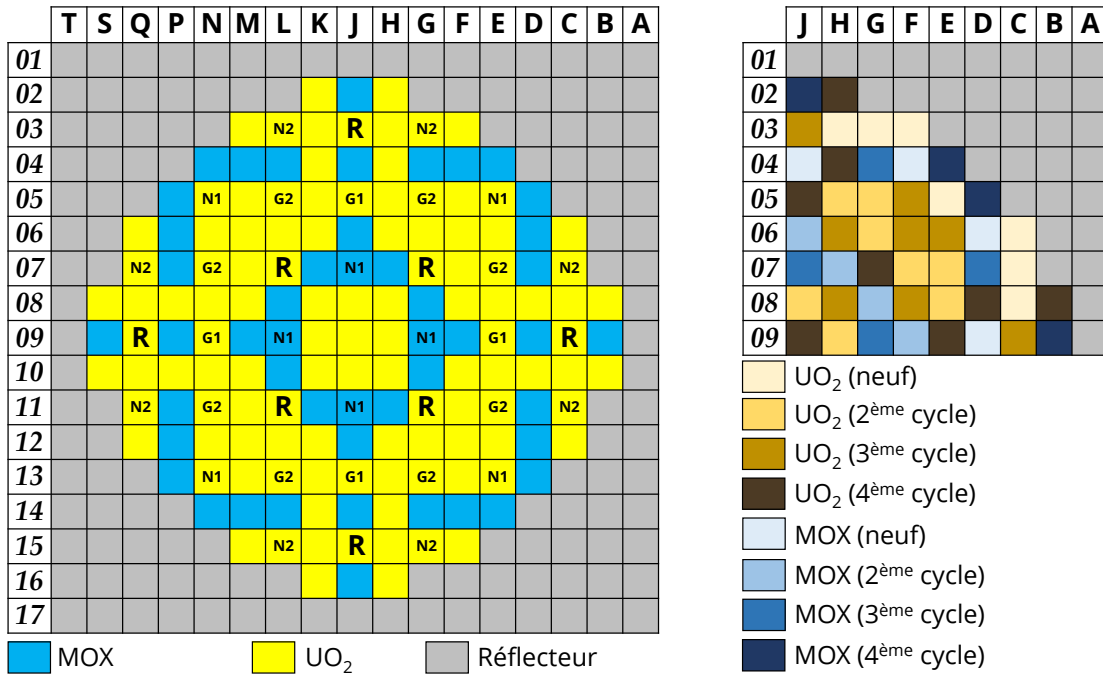 T S Q P N M L K J H G F E D C B A
J H G F E D C B A
01
01
02
02
03 N2 R N2
03
04
04
05 N1 G2 G1 G2 E1 N1
05
06
06
07 N2 G2 R N1 R G2 N2
07
08
08
09 R G1 N1 N1 G1 R
09
10
11 N2 G2 R N1 R G2 N2
12
13 N1 G2 G1 G2 N1
14
15 N2 R N2
16
17
MOX UO₂ Réflecteur
UO₂ (neuf)
UO₂ (2ème cycle)
UO₂ (3ème cycle)
UO₂ (4ème cycle)
MOX (neuf)
MOX (2ème cycle)
MOX (3ème cycle)
MOX (4ème cycle)